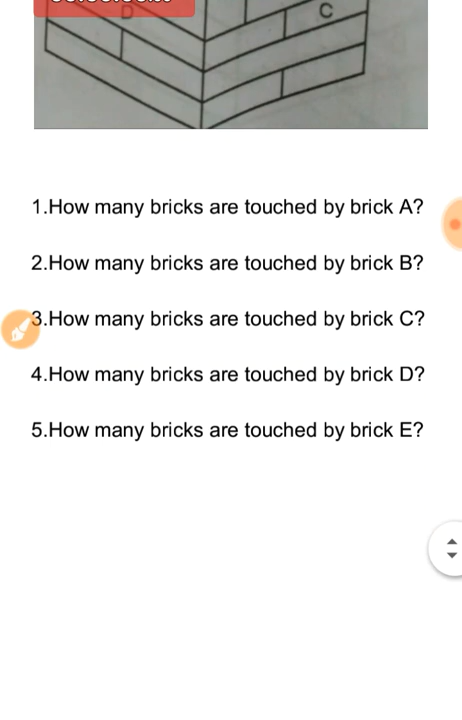 D
C
1.How many bricks are touched by brick A?
2.How many bricks are touched by brick B?
3.How many bricks are touched by brick C?
4.How many bricks are touched by brick D?
5.How many bricks are touched by brick E?